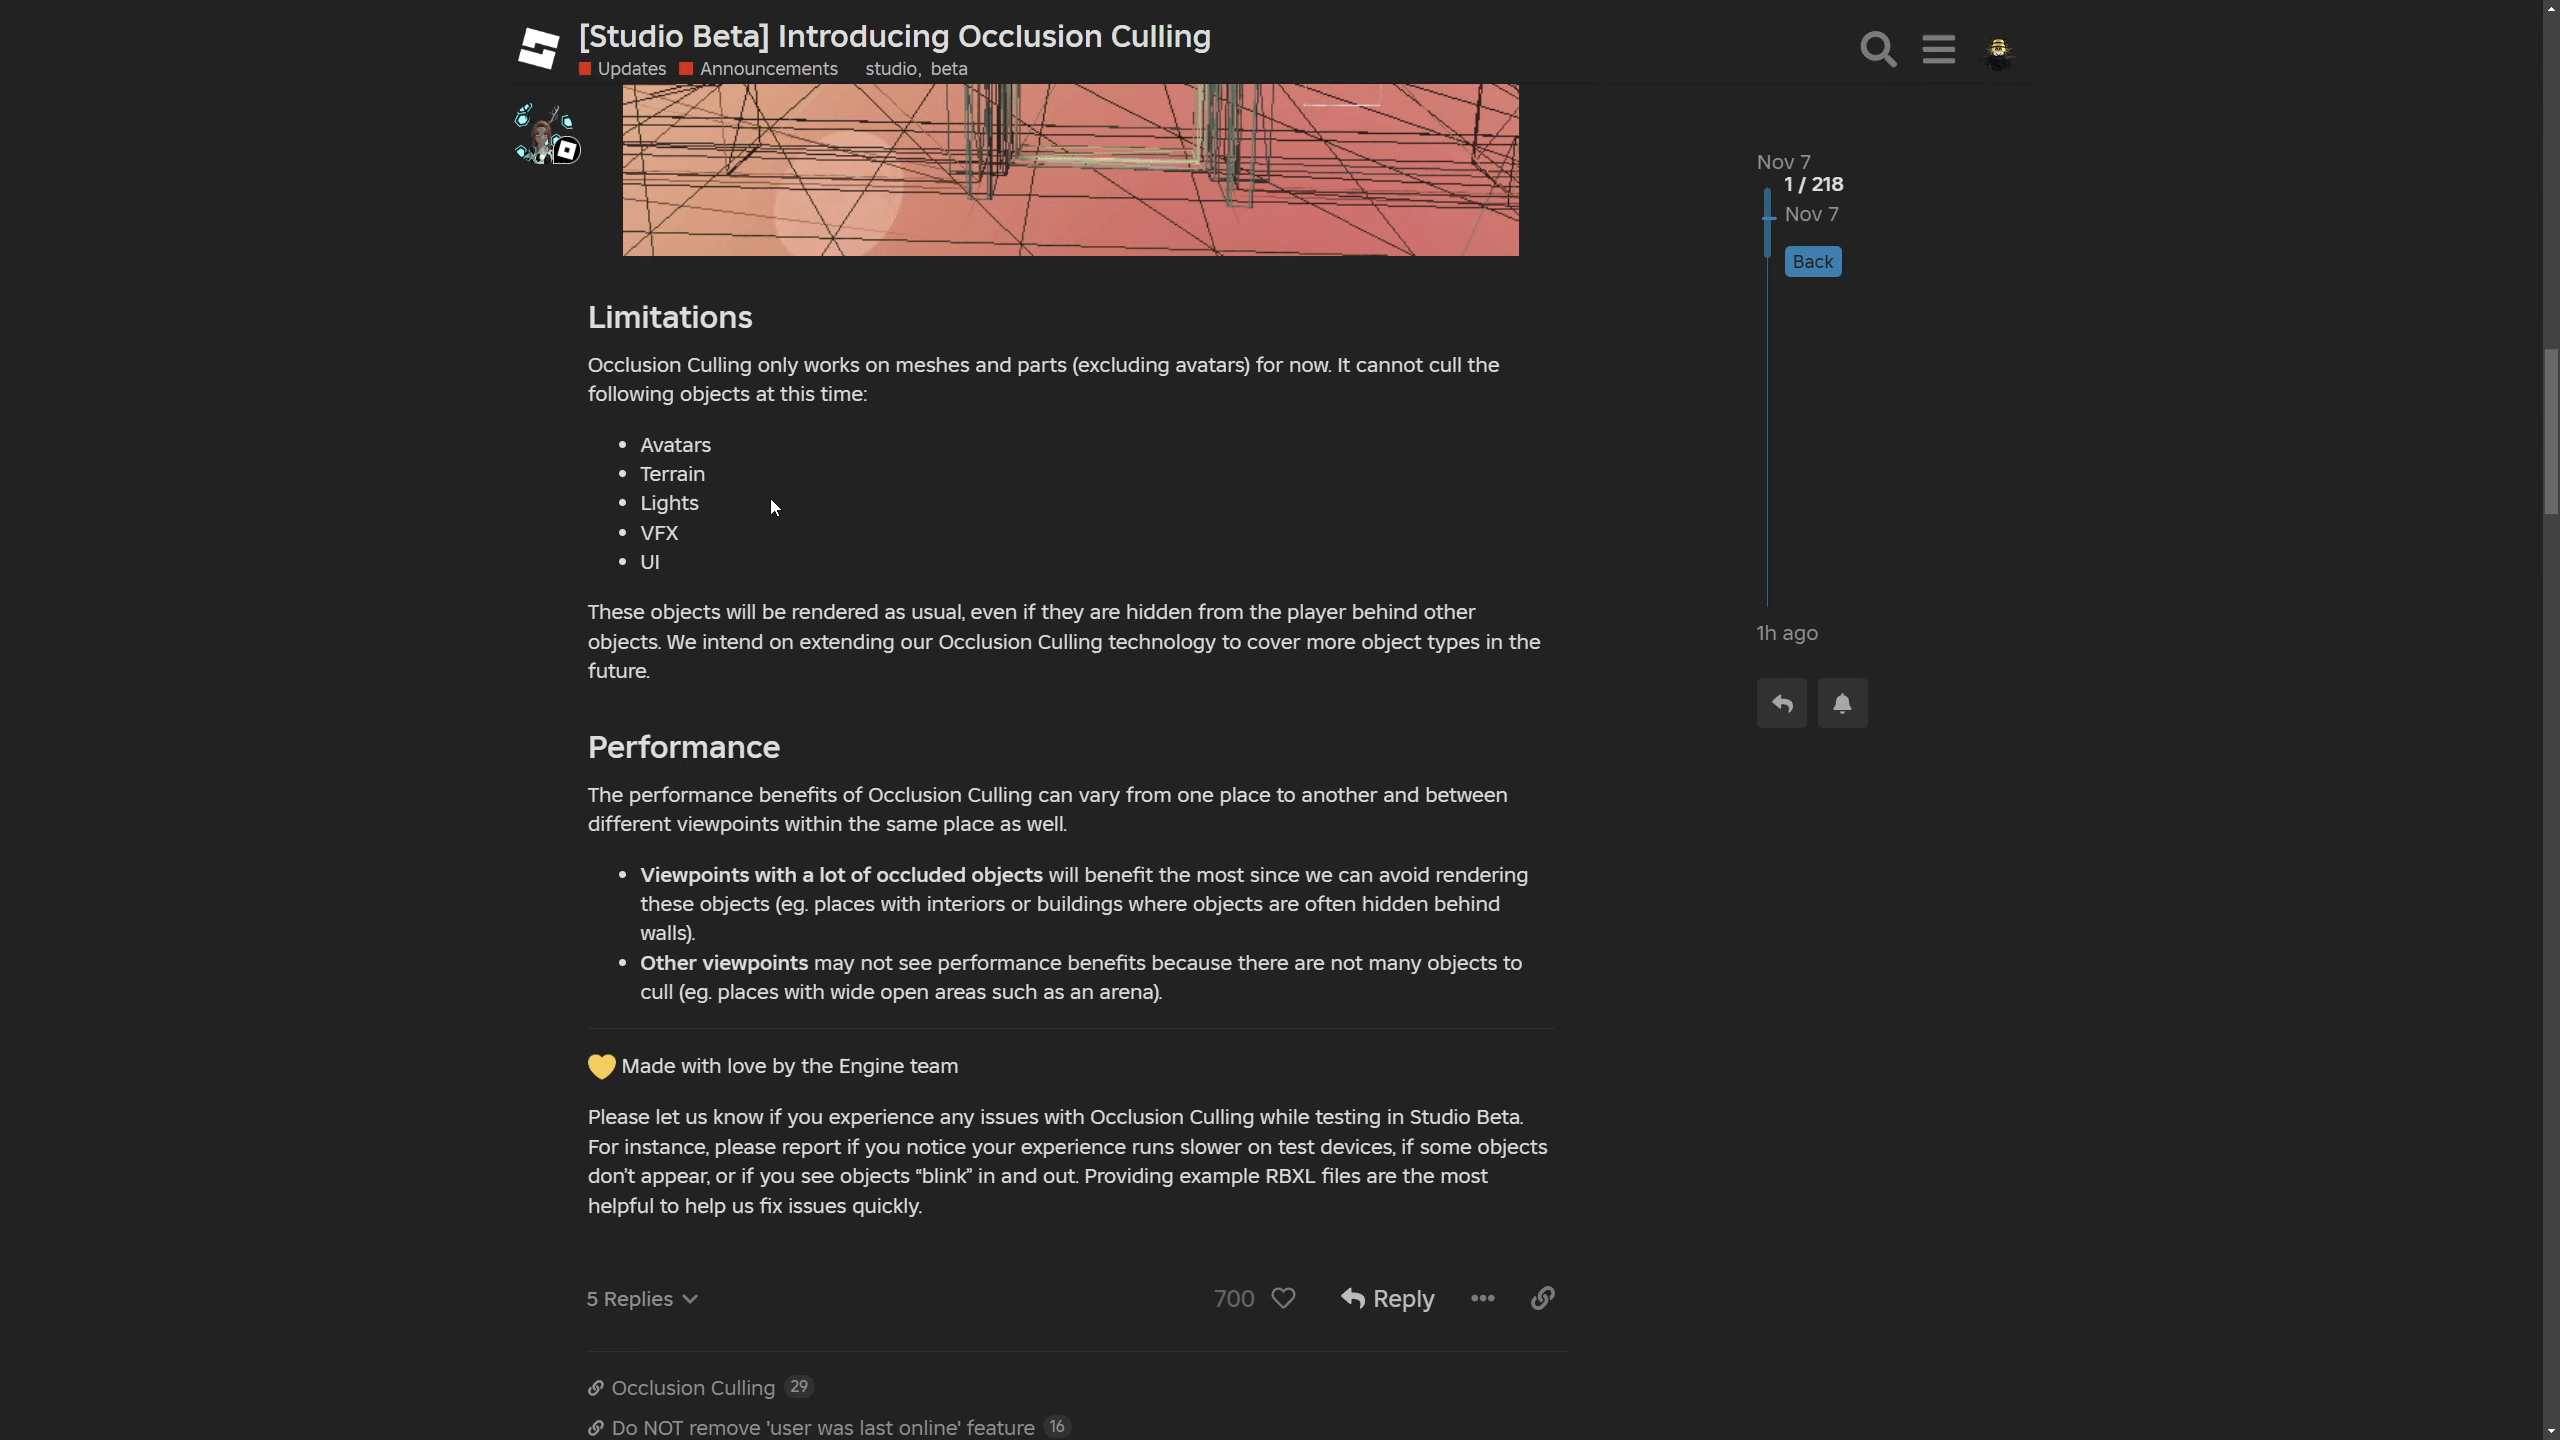 [Studio Beta] Introducing Occlusion Culling
Updates Announcements studio, beta
Nov 7
1 / 218
Nov 7
Back
Limitations
Occlusion Culling only works on meshes and parts (excluding avatars) for now. It cannot cull the
following objects at this time:
• Avatars
• Terrain
• Lights
• VFX
• UI
These objects will be rendered as usual, even if they are hidden from the player behind other
objects. We intend on extending our Occlusion Culling technology to cover more object types in the
future.
1h ago
Performance
The performance benefits of Occlusion Culling can vary from one place to another and between
different viewpoints within the same place as well.
• Viewpoints with a lot of occluded objects will benefit the most since we can avoid rendering
these objects (eg. places with interiors or buildings where objects are often hidden behind
walls).
• Other viewpoints may not see performance benefits because there are not many objects to
cull (eg. places with wide open areas such as an arena).
💛 Made with love by the Engine team
Please let us know if you experience any issues with Occlusion Culling while testing in Studio Beta.
For instance, please report if you notice your experience runs slower on test devices, if some objects
don’t appear, or if you see objects “blink” in and out. Providing example RBXL files are the most
helpful to help us fix issues quickly.
5 Replies 700 Reply
Occlusion Culling 29
Do NOT remove 'user was last online' feature 16